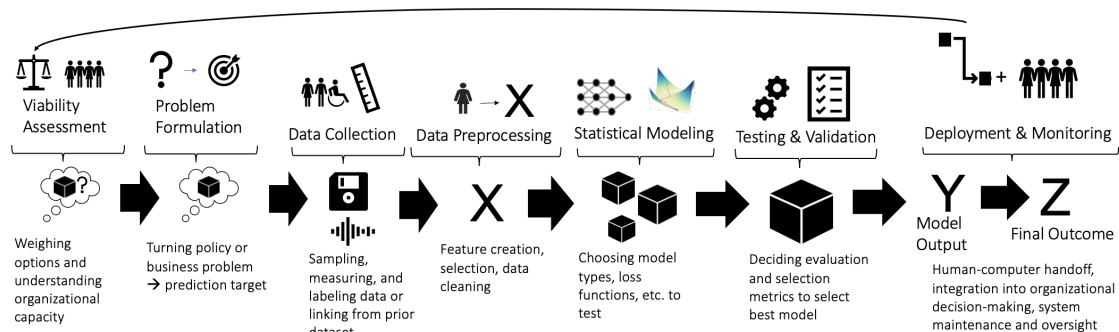 Viability
Assessment
Problem
Formulation
Data Collection
Data Preprocessing
Statistical Modeling
Testing & Validation
Deployment & Monitoring
?
?
→
→ X
+
X
Y
Model
Output
Z
Final Outcome
Weighing
options and
understanding
organizational
capacity
Turning policy or
business problem
→ prediction target
Sampling,
measuring, and
labeling data or
linking from prior
dataset
Feature creation,
selection, data
cleaning
Choosing model
types, loss
functions, etc. to
test
Deciding evaluation
and selection
metrics to select
best model
Human-computer handoff,
integration into organizational
decision-making, system
maintenance and oversight